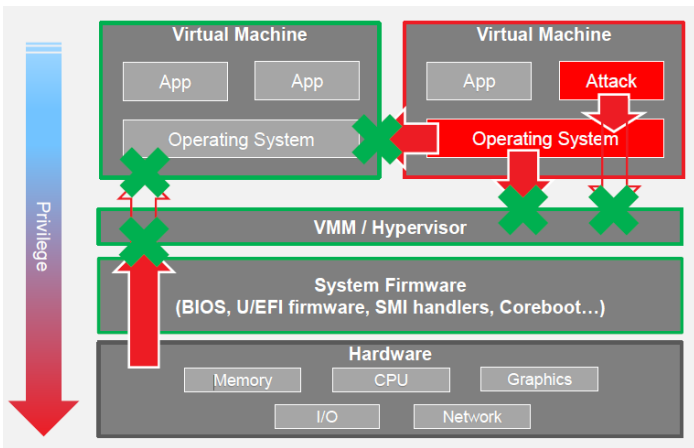 Virtual Machine
App
App
Operating System
Virtual Machine
App
Attack
Operating System
Privilege
VMM / Hypervisor
System Firmware
(BIOS, U/EFI firmware, SMI handlers, Coreboot…)
Hardware
Memory
CPU
Graphics
I/O
Network